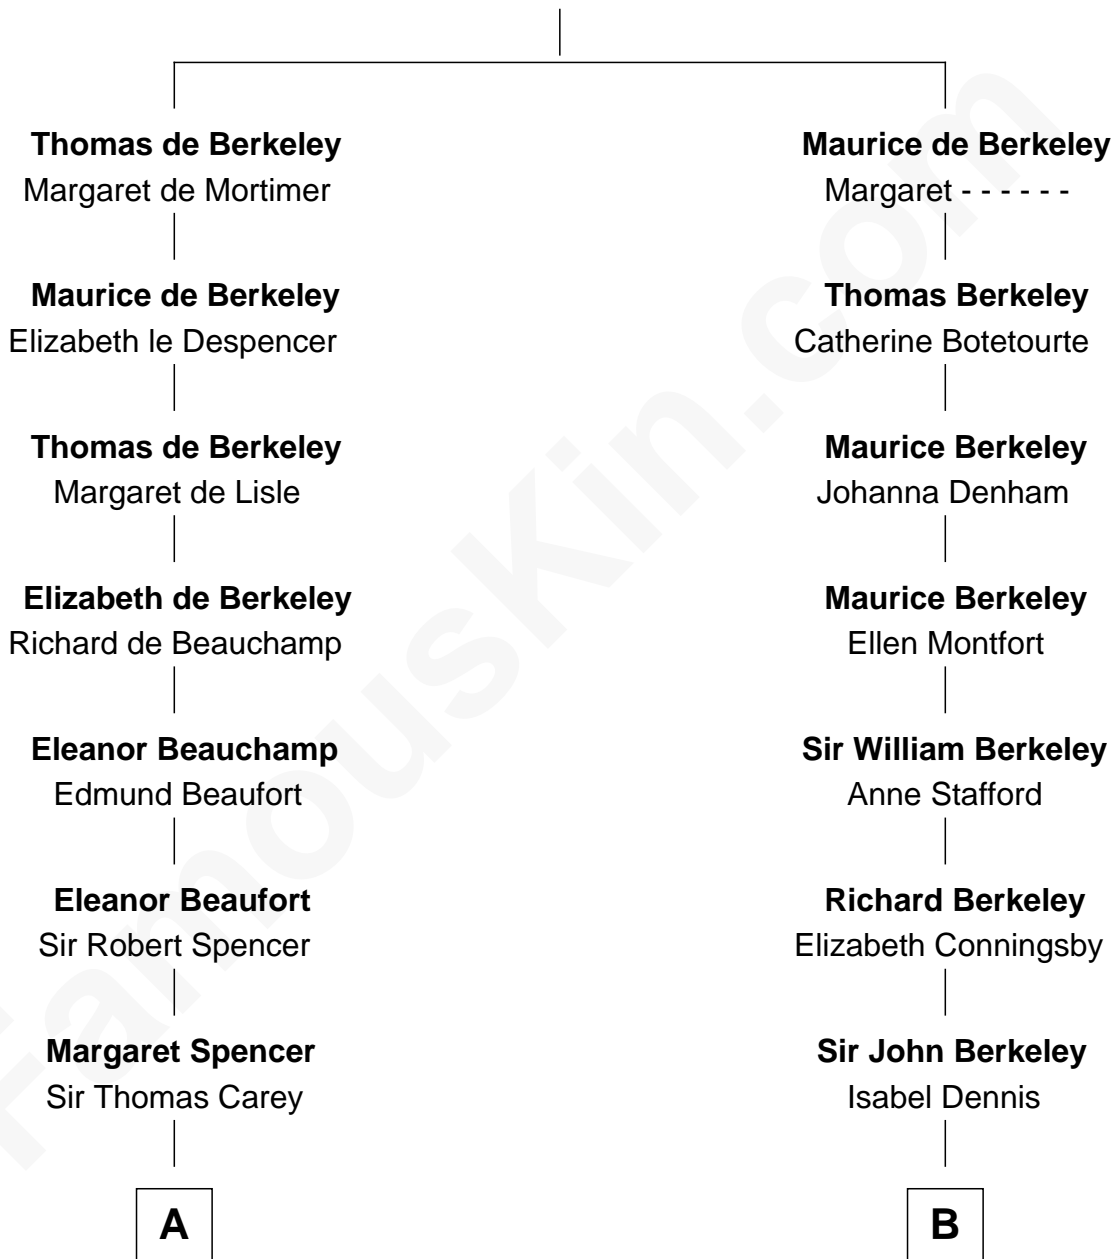 Thomas de Berkeley
Margaret de Mortimer
Maurice de Berkeley
Elizabeth le Despencer
Thomas de Berkeley
Margaret de Lisle
Elizabeth de Berkeley
Richard de Beauchamp
Eleanor Beauchamp
Edmund Beaufort
Eleanor Beaufort
Sir Robert Spencer
Margaret Spencer
Sir Thomas Carey
A
Maurice de Berkeley
Margaret - - - - - -
Thomas Berkeley
Catherine Botetourte
Maurice Berkeley
Johanna Denham
Maurice Berkeley
Ellen Montfort
Sir William Berkeley
Anne Stafford
Richard Berkeley
Elizabeth Conningsby
Sir John Berkeley
Isabel Dennis
B
FamousKin.com